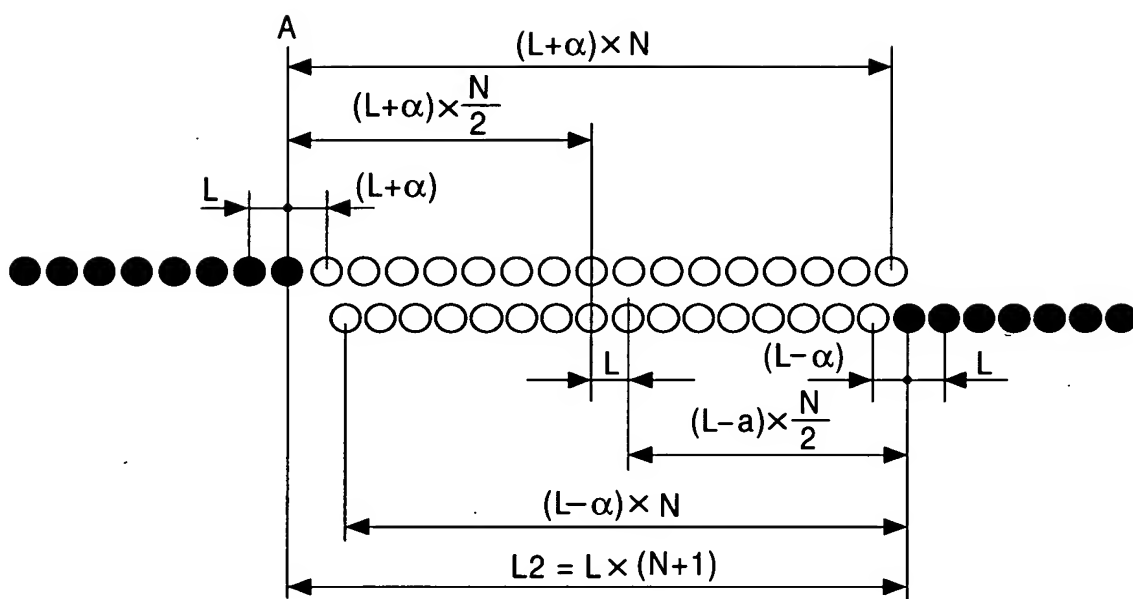 A
(L+α)×N
(L+α)×N/2
L
(L+α)
L
(L−α)
L
(L−a)×N/2
(L−α)×N
L2 = L×(N+1)